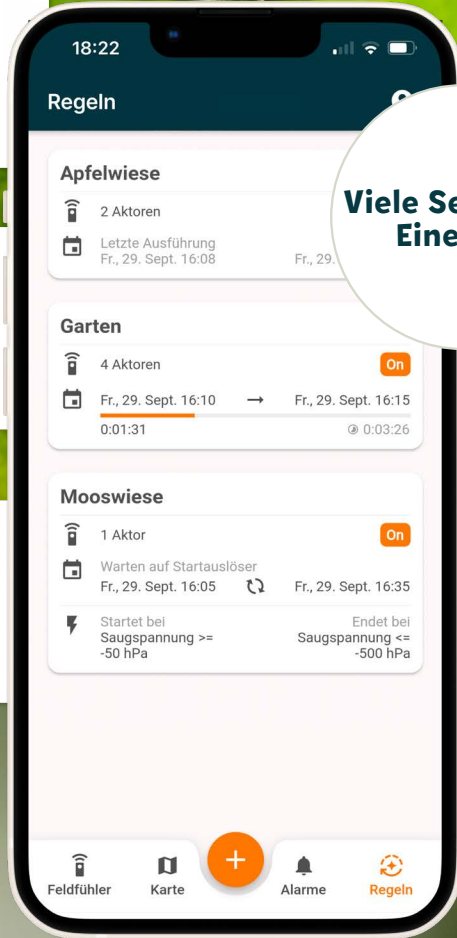 18:22
Regeln
Viele
Eine
Apfelwiese
2 Aktoren
Letzte Ausführung
Fr., 29. Sept. 16:08
Fr., 29.
Garten
4 Aktoren
On
Fr., 29. Sept. 16:10 → Fr., 29. Sept. 16:15
0:01:31
0:03:26
Mooswiese
1 Aktor
On
Warten auf Startauslöser
Fr., 29. Sept. 16:05
Fr., 29. Sept. 16:35
Startet bei
Saugspannung >=
-50 hPa
Endet bei
Saugspannung <=
-500 hPa
Feldfühler
Karte
+
Alarme
Regeln